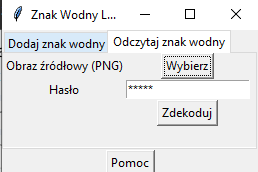 Znak Wodny L...
Dodaj znak wodny Odczytaj znak wodny
Obraz źródłowy (PNG) Wybierz
Hasło *****
Zdekoduj
Pomoc